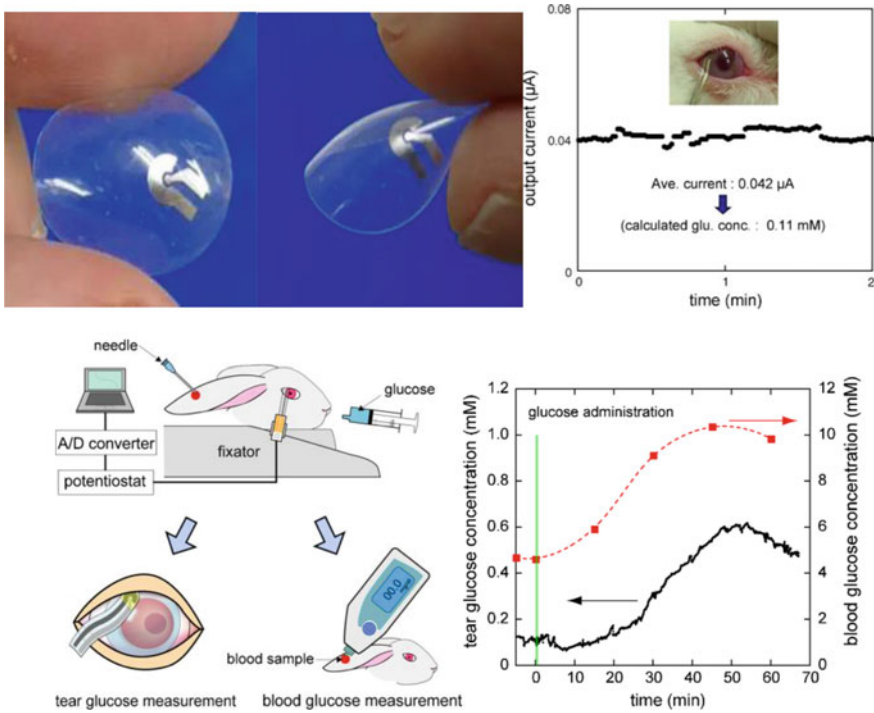 0.08
0.04
0
output current (μA)
Ave. current : 0.042 μA
(calculated glu. conc. : 0.11 mM)
0
1
2
time (min)
needle
glucose
A/D converter
fixator
potentiostat
00.0
blood sample
tear glucose measurement
blood glucose measurement
1.2
1.0
0.8
0.6
0.4
0.2
0
tear glucose concentration (mM)
glucose administration
12
10
8
6
4
2
0
blood glucose concentration (mM)
0
10
20
30
40
50
60
70
time (min)